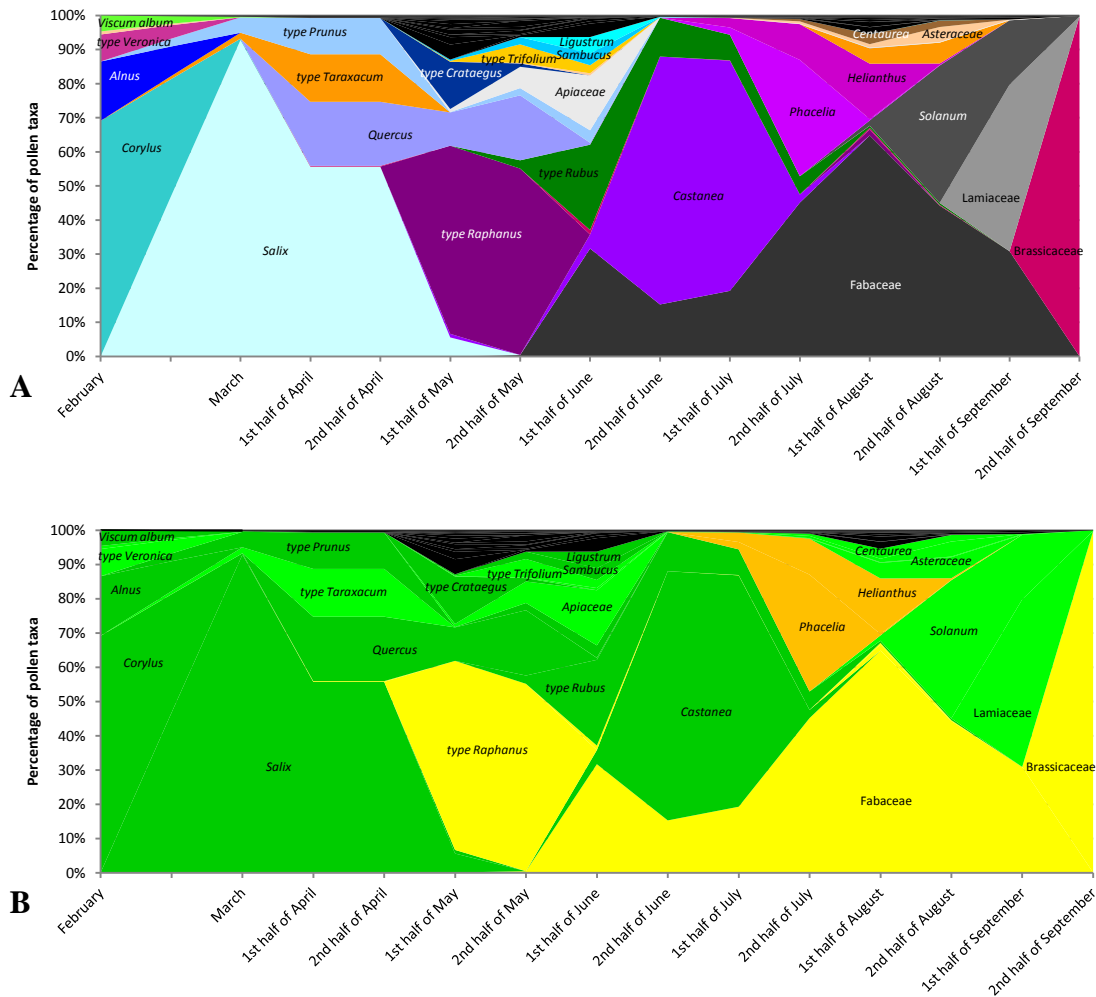 100%
90%
80%
70%
60%
50%
40%
30%
20%
10%
0%
Percentage of pollen taxa
Viscum album
type Veronica
Alnus
Corylus
type Prunus
type Taraxacum
Quercus
Salix
type Crataegus
type Raphanus
type Trifolium
Ligustrum
Sambucus
Apiaceae
type Rubus
Castanea
Phacelia
Helianthus
Centaurea
Asteraceae
Solanum
Lamiaceae
Fabaceae
Brassicaceae
A
February
March
1st half of April
2nd half of April
1st half of May
2nd half of May
1st half of June
2nd half of June
1st half of July
2nd half of July
1st half of August
2nd half of August
1st half of September
2nd half of September
100%
90%
80%
70%
60%
50%
40%
30%
20%
10%
0%
Percentage of pollen taxa
Viscum album
type Veronica
Alnus
Corylus
type Prunus
type Taraxacum
Quercus
Salix
type Crataegus
type Raphanus
type Trifolium
Ligustrum
Sambucus
Apiaceae
type Rubus
Castanea
Phacelia
Helianthus
Centaurea
Asteraceae
Solanum
Lamiaceae
Fabaceae
Brassicaceae
B
February
March
1st half of April
2nd half of April
1st half of May
2nd half of May
1st half of June
2nd half of June
1st half of July
2nd half of July
1st half of August
2nd half of August
1st half of September
2nd half of September